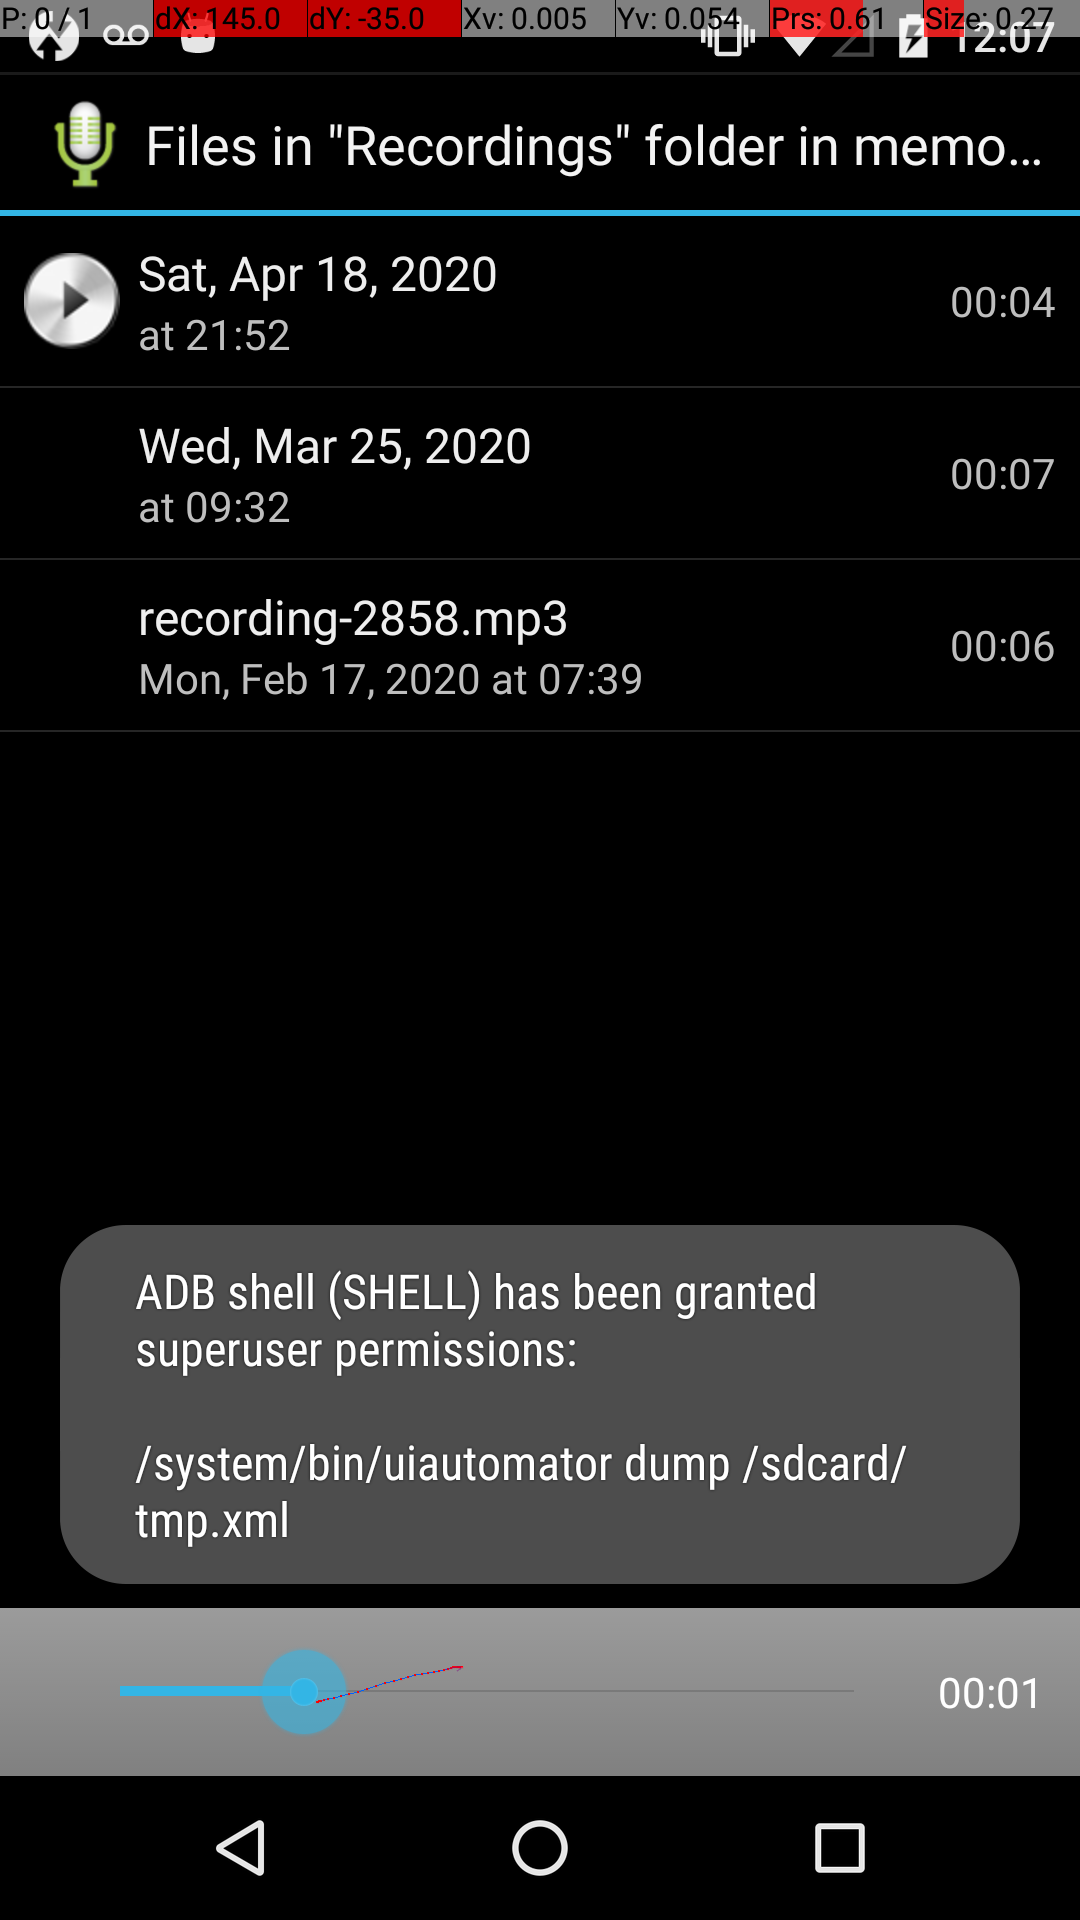 P: 0 / 1 dX: 145.0 dY: -35.0 Xv: 0.005 Yv: 0.054 Prs: 0.61 Size: 0.27
12:07
Files in "Recordings" folder in memo...
Sat, Apr 18, 2020
at 21:52
00:04
Wed, Mar 25, 2020
at 09:32
00:07
recording-2858.mp3
Mon, Feb 17, 2020 at 07:39
00:06
ADB shell (SHELL) has been granted
superuser permissions:
/system/bin/uiautomator dump /sdcard/
tmp.xml
00:01